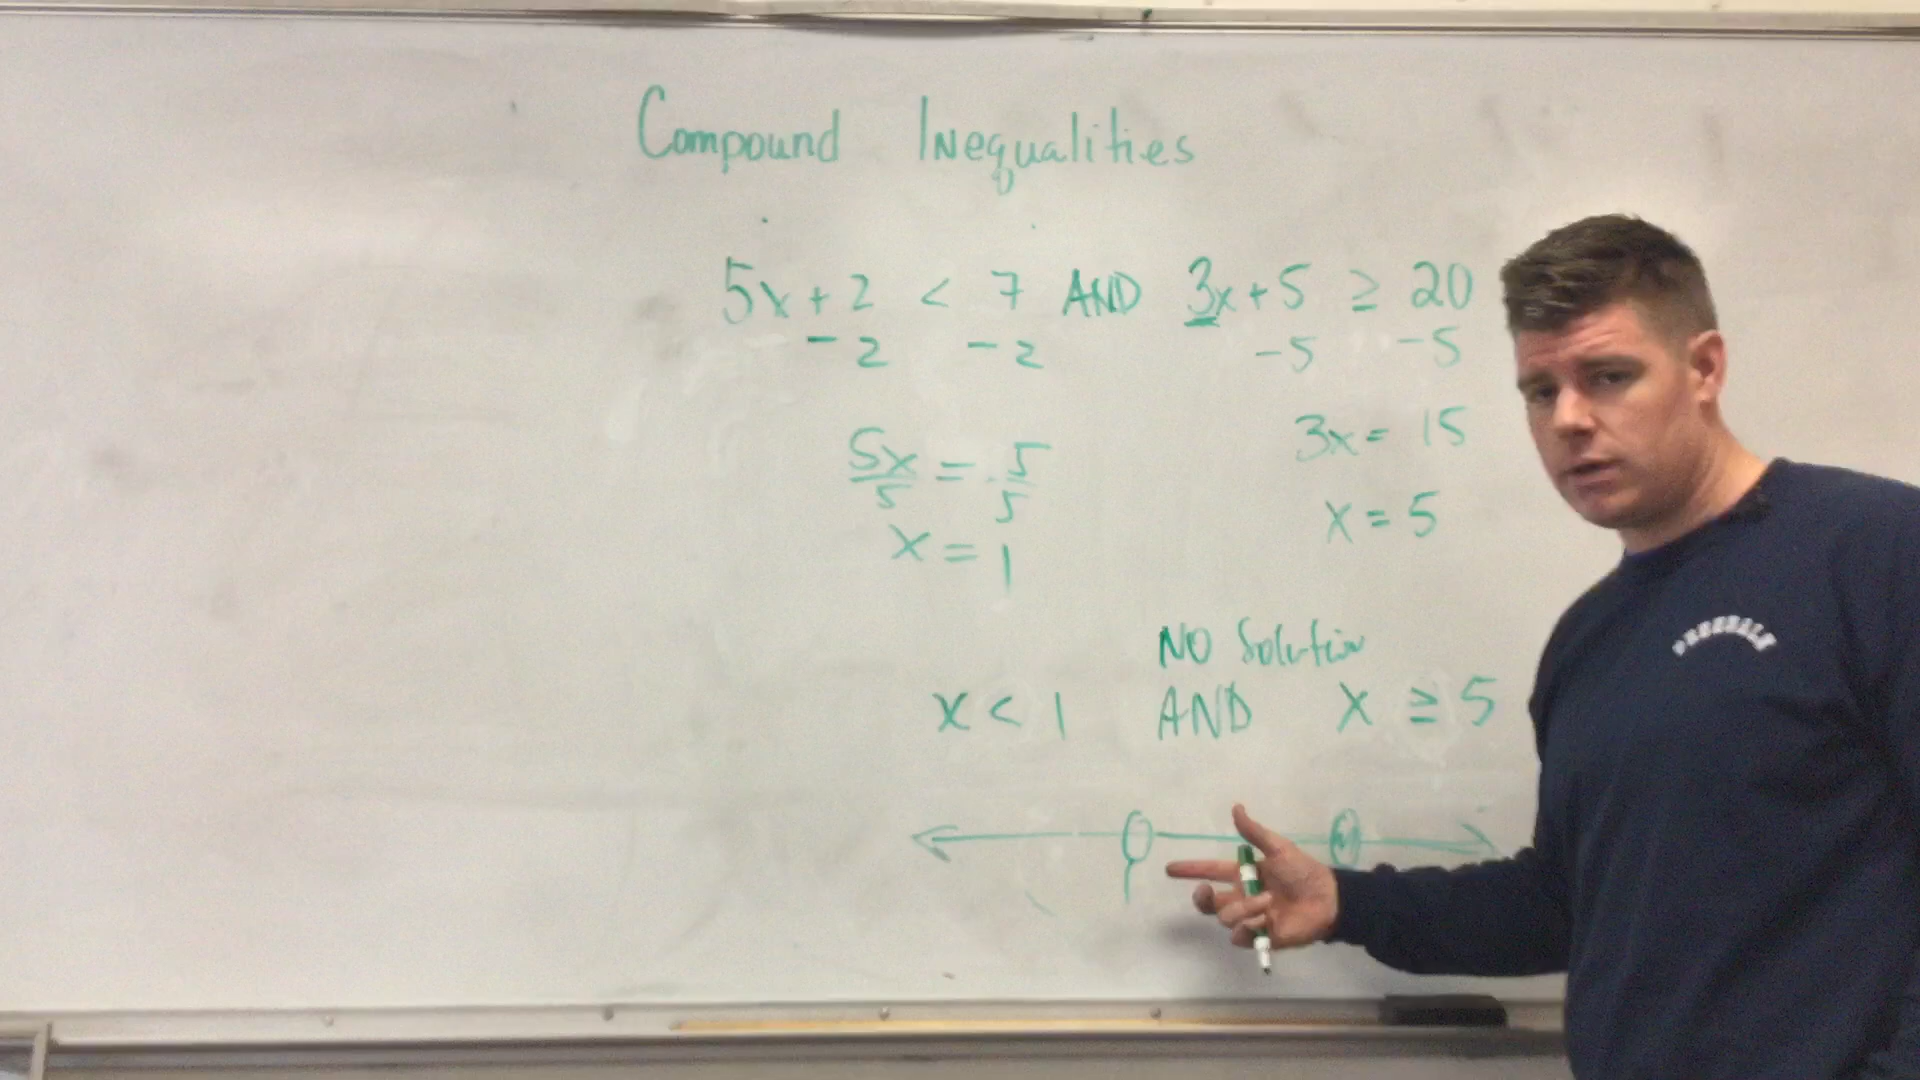 Compound Inequalities
5x + 2 < 7 AND 3x + 5 ≥ 20
- 2 - 2 - 5 - 5
5x/5 = 5/5
3x = 15
x = 1
x = 5
NO Solution
x < 1 AND x ≥ 5